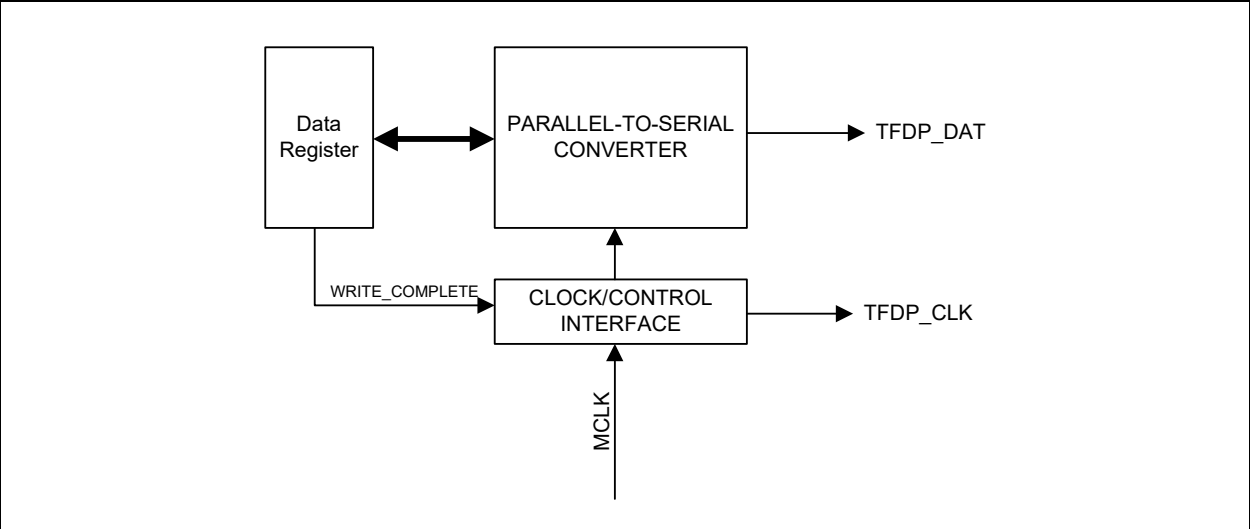 Data
Register
PARALLEL-TO-SERIAL
CONVERTER
TFDP_DAT
WRITE_COMPLETE
CLOCK/CONTROL
INTERFACE
TFDP_CLK
MCLK